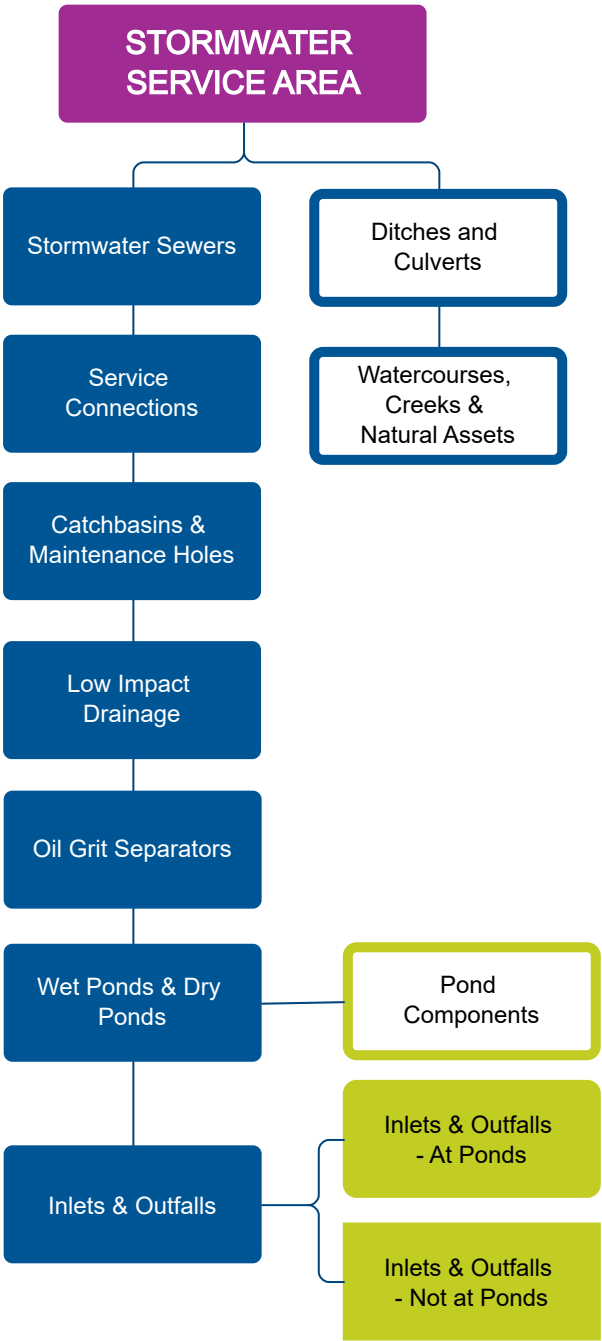 STORMWATER
SERVICE AREA
Stormwater Sewers
Ditches and
Culverts
Service
Connections
Watercourses,
Creeks &
Natural Assets
Catchbasins &
Maintenance Holes
Low Impact
Drainage
Oil Grit Separators
Wet Ponds & Dry
Ponds
Pond
Components
Inlets & Outfalls
Inlets & Outfalls
- At Ponds
Inlets & Outfalls
- Not at Ponds